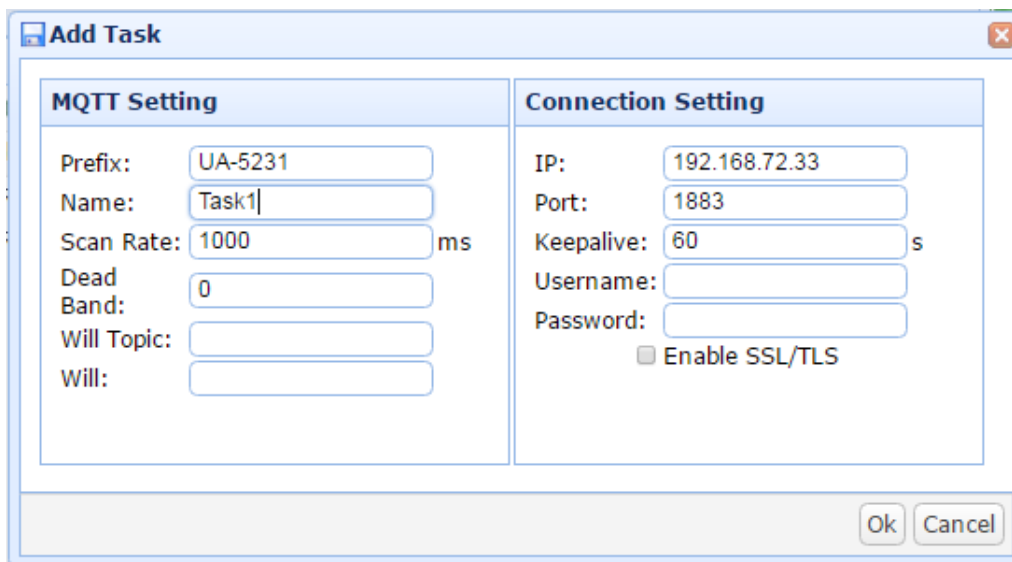 Add Task
MQTT Setting
Prefix: UA-5231
Name: Task1
Scan Rate: 1000 ms
Dead
Band: 0
Will Topic:
Will:
Connection Setting
IP: 192.168.72.33
Port: 1883
Keepalive: 60 s
Username:
Password:
Enable SSL/TLS
Ok Cancel